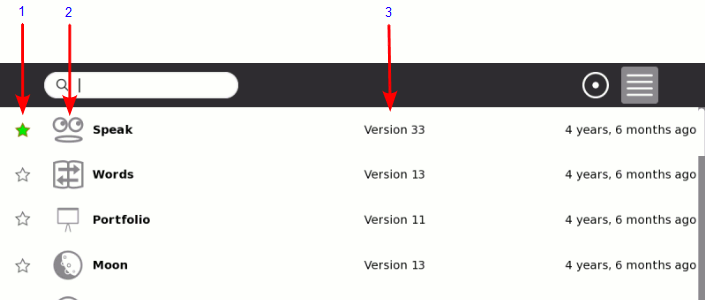 1 2 3
Speak Version 33 4 years, 6 months ago
Words Version 13 4 years, 6 months ago
Portfolio Version 11 4 years, 6 months ago
Moon Version 13 4 years, 6 months ago